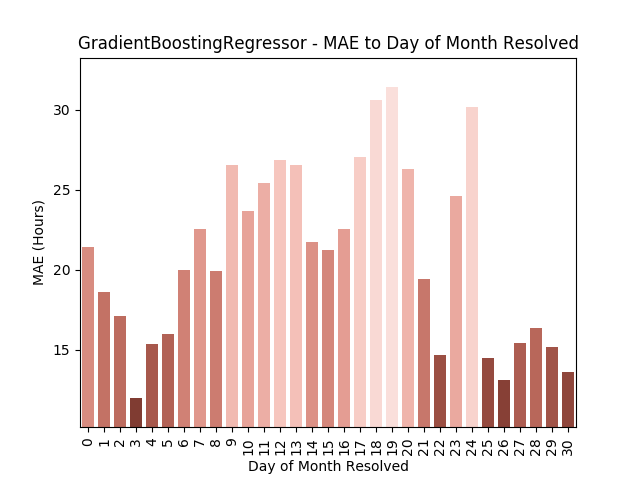 GradientBoostingRegressor - MAE to Day of Month Resolved
MAE (Hours)
30
25
20
15
0 1 2 3 4 5 6 7 8 9 10 11 12 13 14 15 16 17 18 19 20 21 22 23 24 25 26 27 28 29 30
Day of Month Resolved